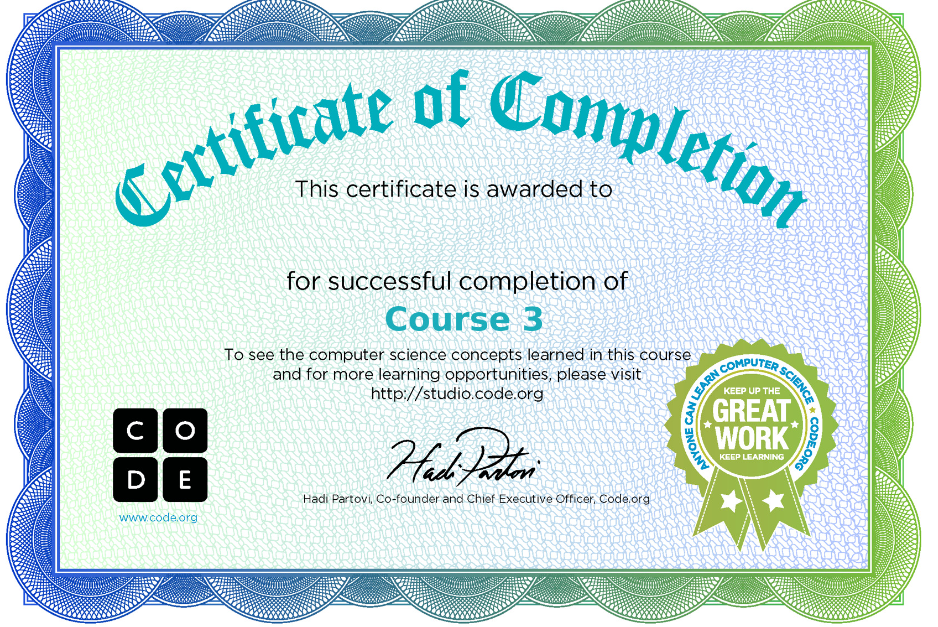 Certificate of Completion
This certificate is awarded to
for successful completion of
Course 3
To see the computer science concepts learned in this course
and for more learning opportunities, please visit
http://studio.code.org
C O
D E
www.code.org
Hadi Partovi
Hadi Partovi, Co-founder and Chief Executive Officer, Code.org
ANYONE CAN LEARN COMPUTER SCIENCE ★ CODE.ORG
KEEP UP THE
GREAT
WORK
KEEP LEARNING